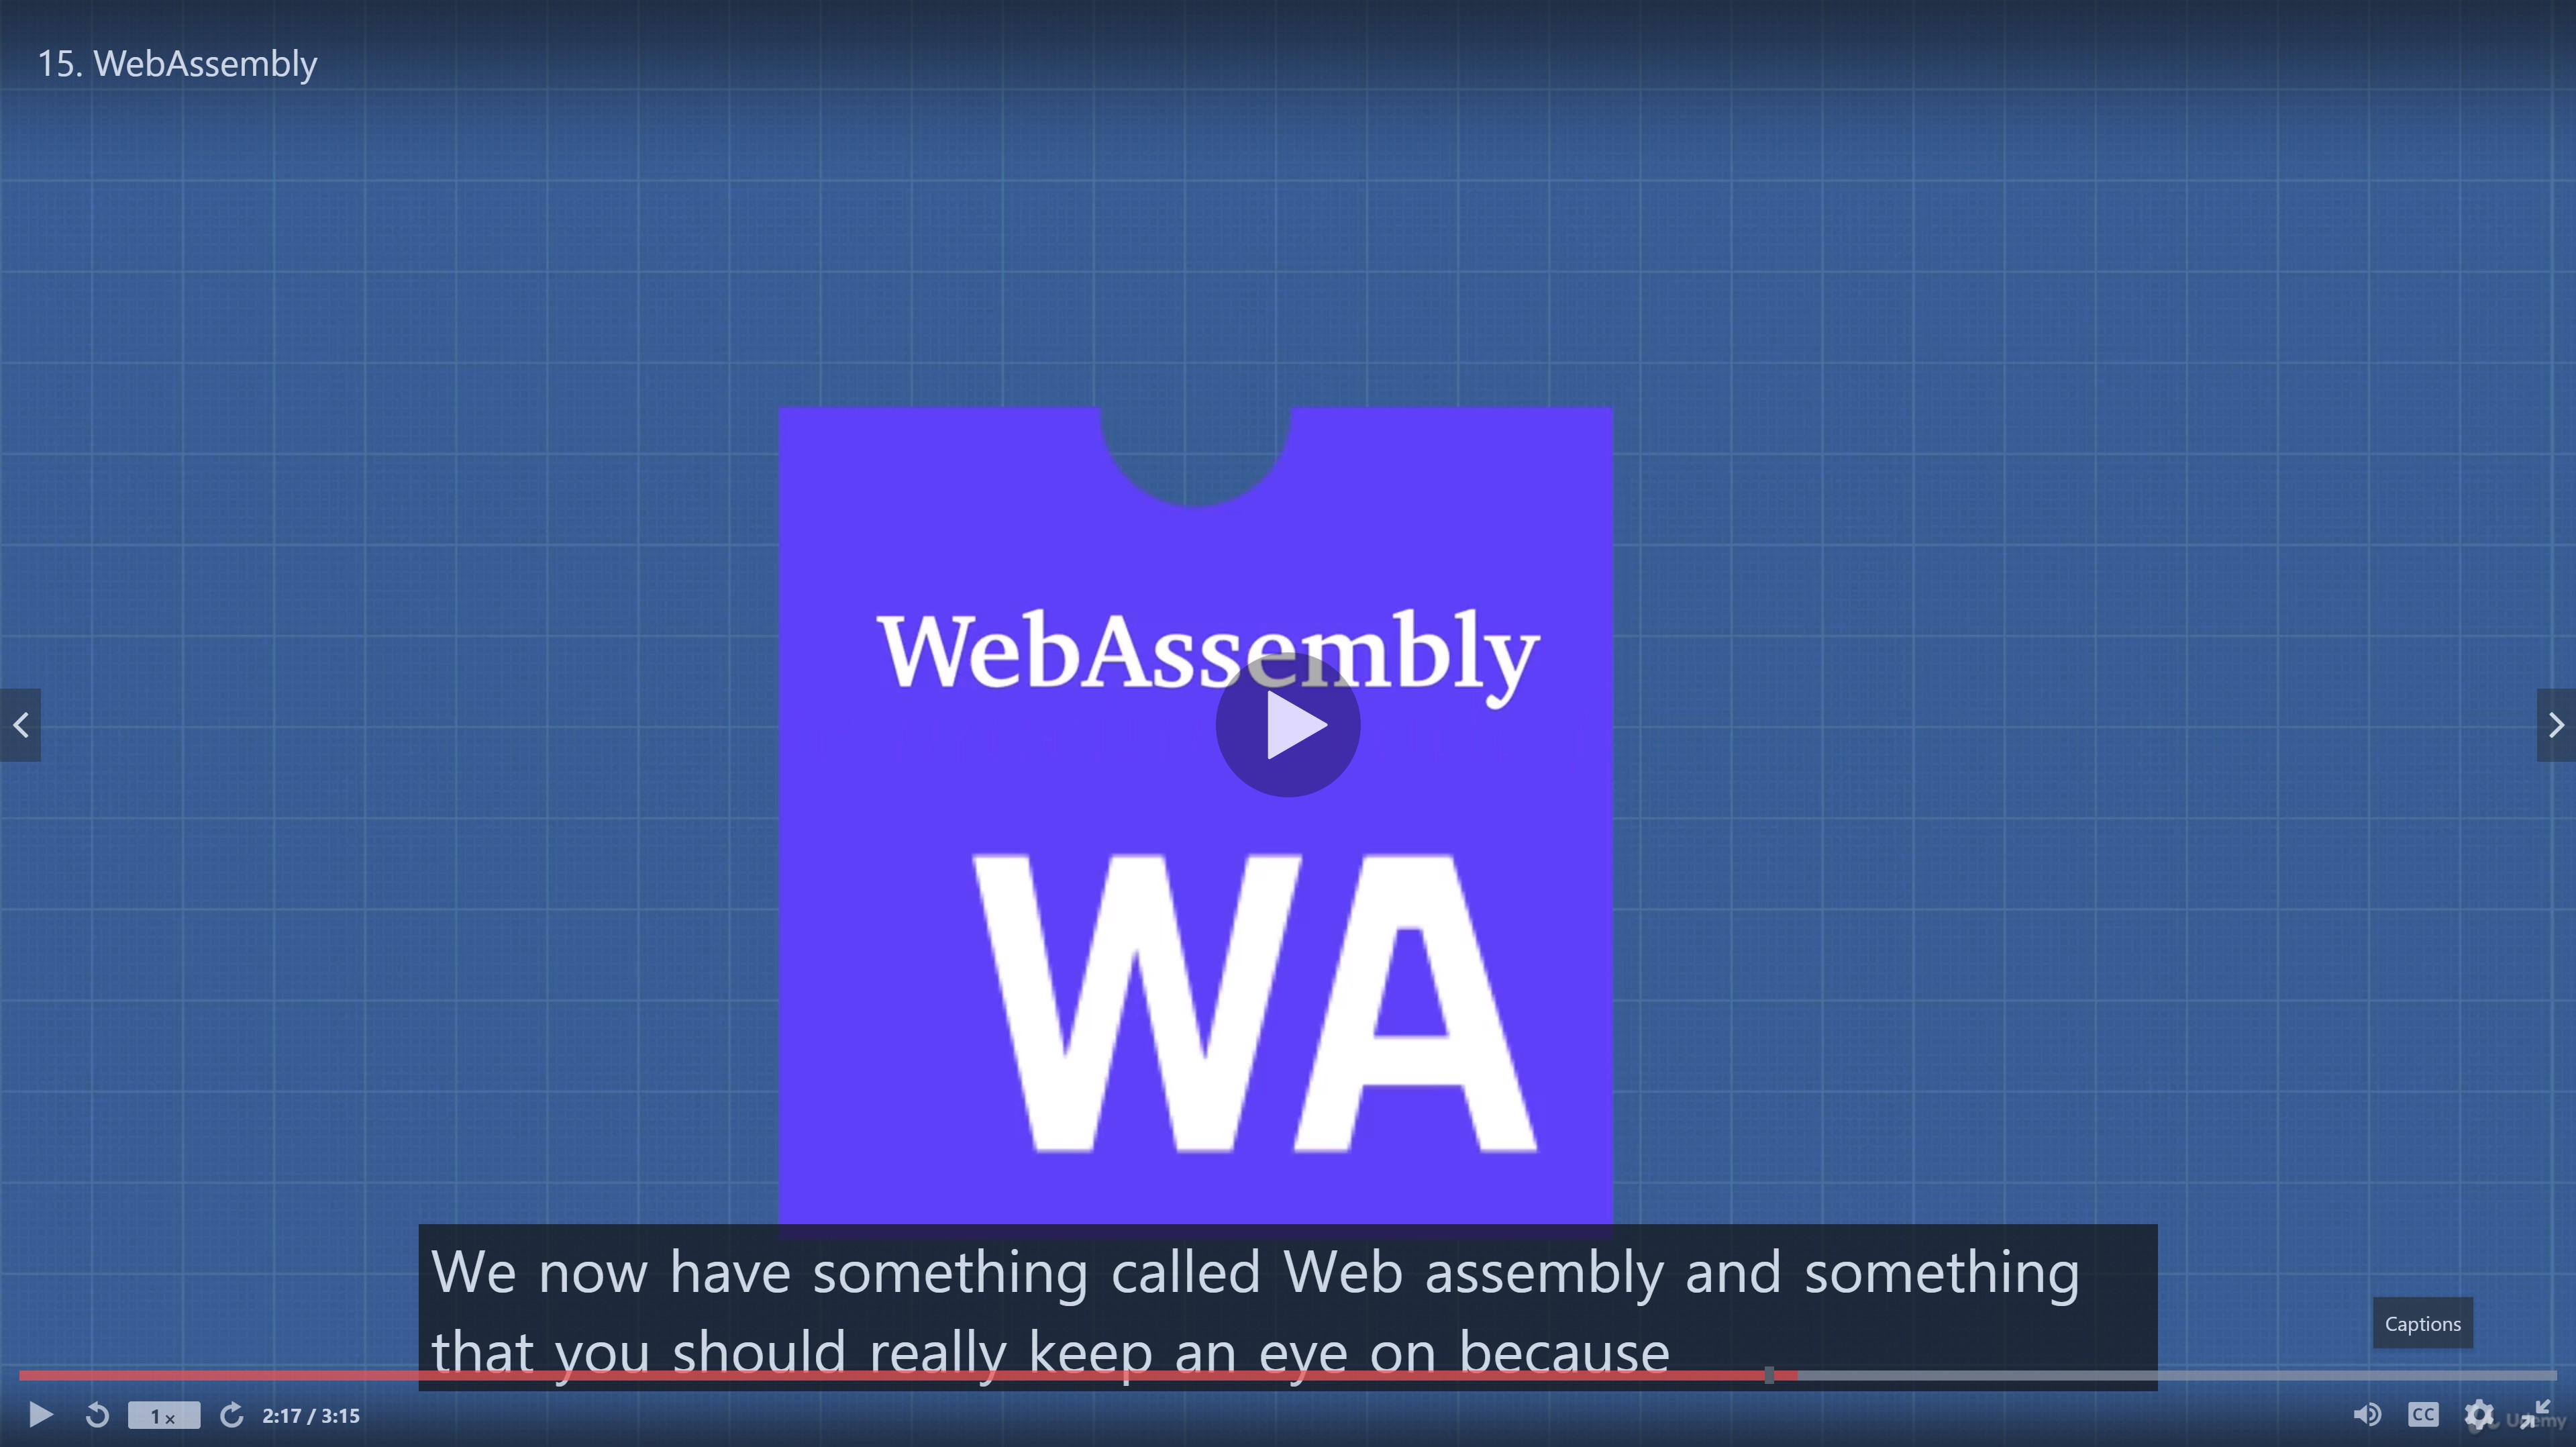 15. WebAssembly
WebAssembly
WA
We now have something called Web assembly and something
that you should really keep an eye on because
Captions
1 x
2:17 / 3:15
CC
Udemy